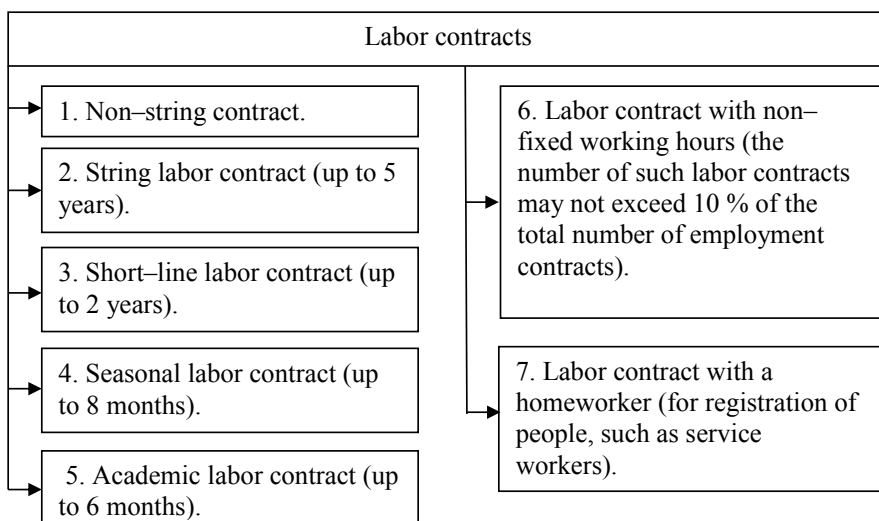 Labor contracts
1. Non–string contract.
2. String labor contract (up to 5
years).
3. Short–line labor contract (up
to 2 years).
4. Seasonal labor contract (up
to 8 months).
5. Academic labor contract (up
to 6 months).
6. Labor contract with non–
fixed working hours (the
number of such labor contracts
may not exceed 10 % of the
total number of employment
contracts).
7. Labor contract with a
homeworker (for registration of
people, such as service
workers).